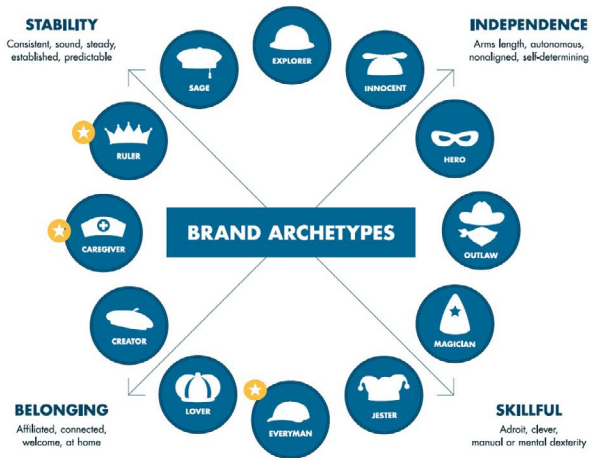 STABILITY
Consistent, sound, steady,
established, predictable
INDEPENDENCE
Arms length, autonomous,
nonaligned, self-determining
EXPLORER
SAGE
INNOCENT
RULER
HERO
CAREGIVER
BRAND ARCHETYPES
OUTLAW
CREATOR
MAGICIAN
LOVER
JESTER
EVERYMAN
BELONGING
Affiliated, connected,
welcome, at home
SKILLFUL
Adroit, clever,
manual or mental dexterity